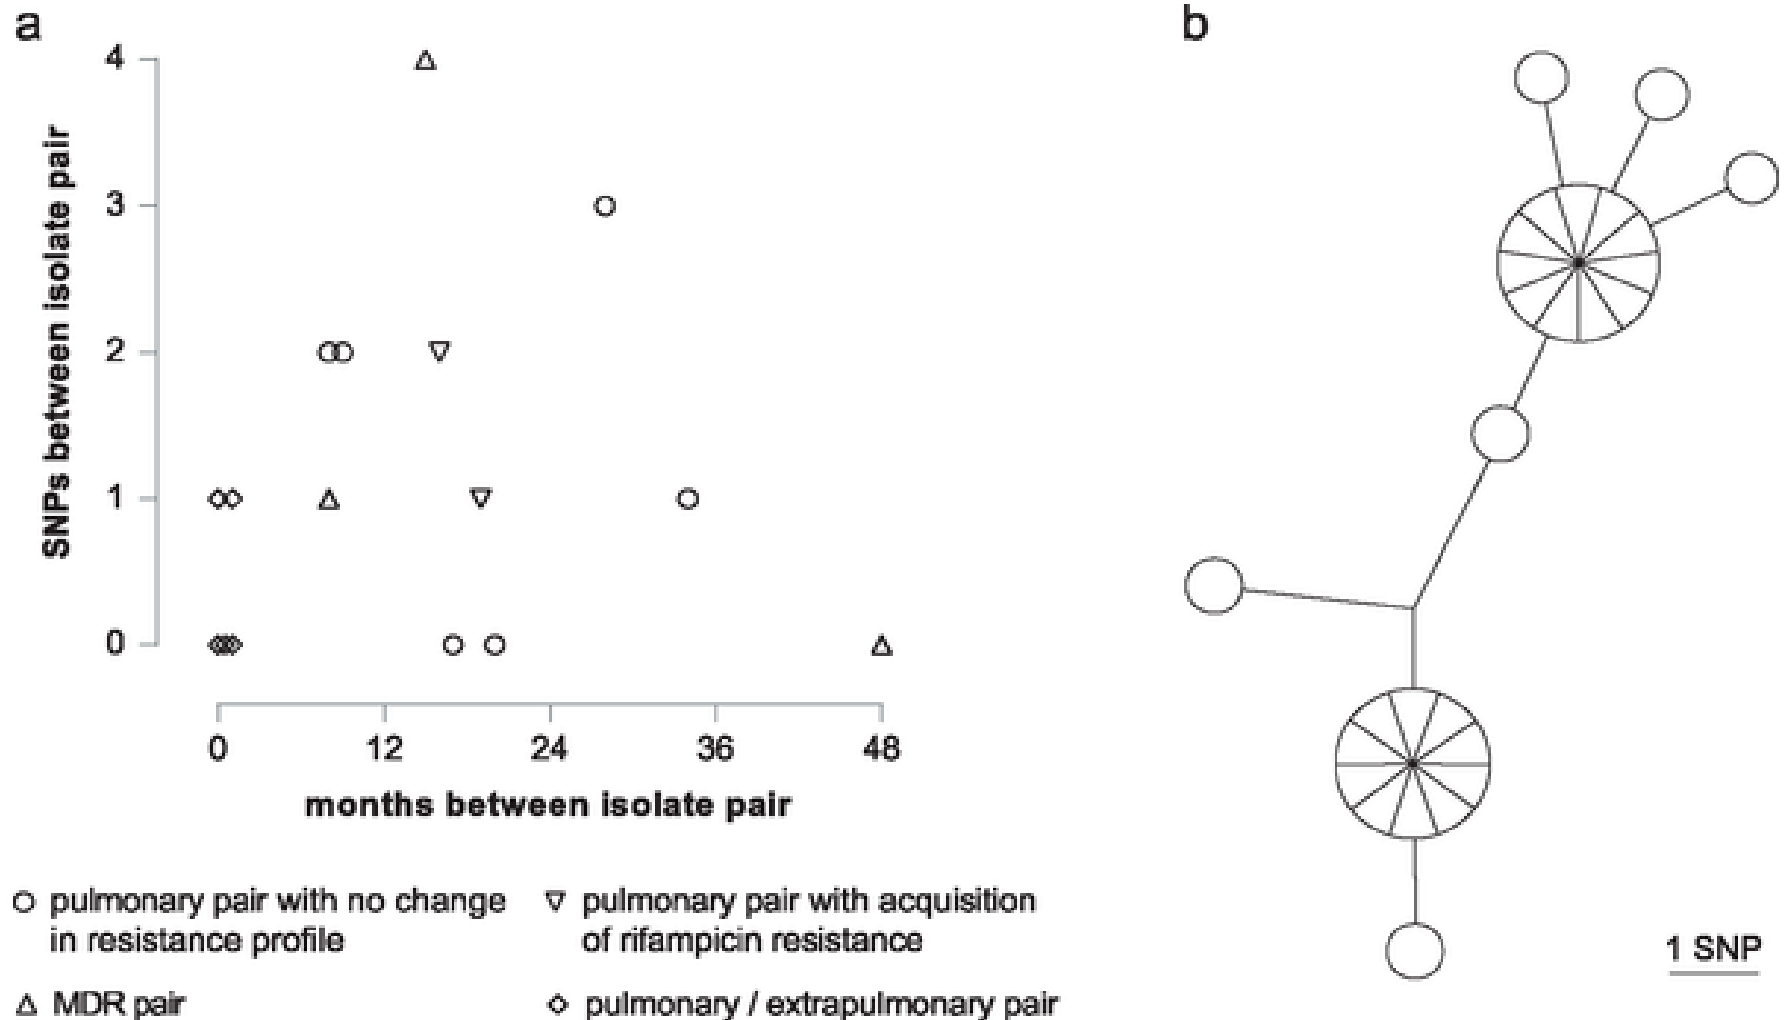 a
b
4
3
2
1
0
SNPs between isolate pair
0 12 24 36 48
months between isolate pair
pulmonary pair with no change
in resistance profile
pulmonary pair with acquisition
of rifampicin resistance
MDR pair
pulmonary / extrapulmonary pair
1 SNP